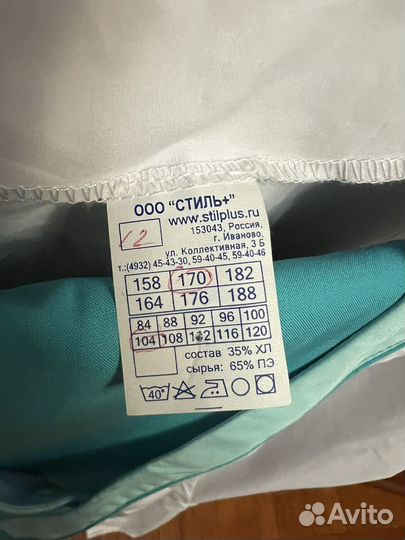 ООО "СТИЛЬ+"
www.stilplus.ru
12
153043, Россия,
г. Иваново,
ул. Коллективная, 3 Б
т.:(4932) 45-43-30, 59-40-45, 59-40-46
158 170 182
164 176 188
84 88 92 96 100
104 108 112 116 120
состав 35% ХЛ
сырья: 65% ПЭ
40°
Avito